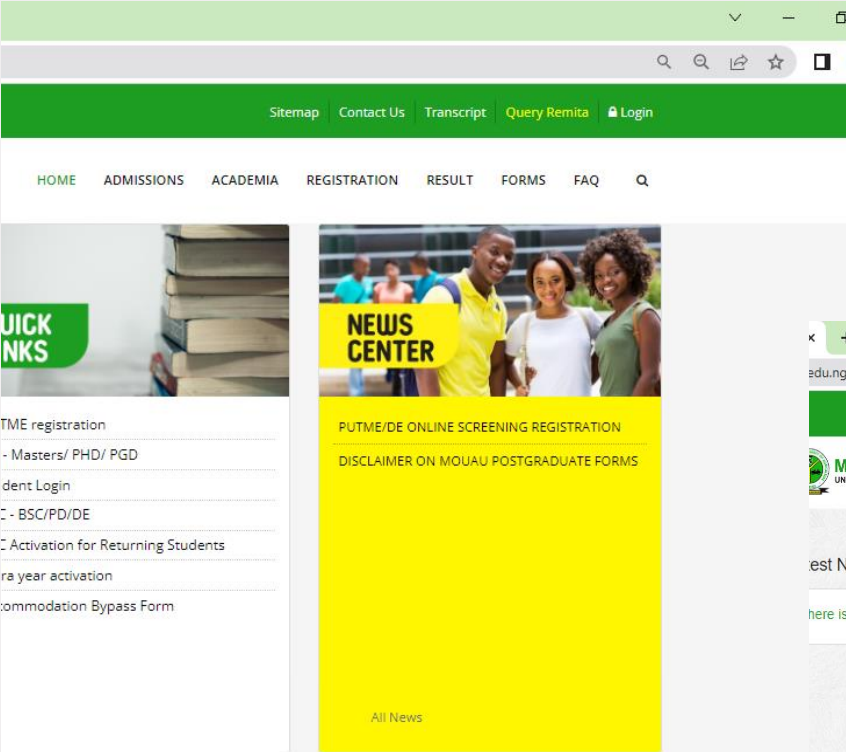 Sitemap Contact Us Transcript Query Remita Login
HOME ADMISSIONS ACADEMIA REGISTRATION RESULT FORMS FAQ
UICK
NKS
TME registration
- Masters/ PHD/ PGD
dent Login
C - BSC/PD/DE
C Activation for Returning Students
ra year activation
commodation Bypass Form
NEWS
CENTER
PUTME/DE ONLINE SCREENING REGISTRATION
DISCLAIMER ON MOUAU POSTGRADUATE FORMS
All News
edu.ng
M
UN
est N
here is